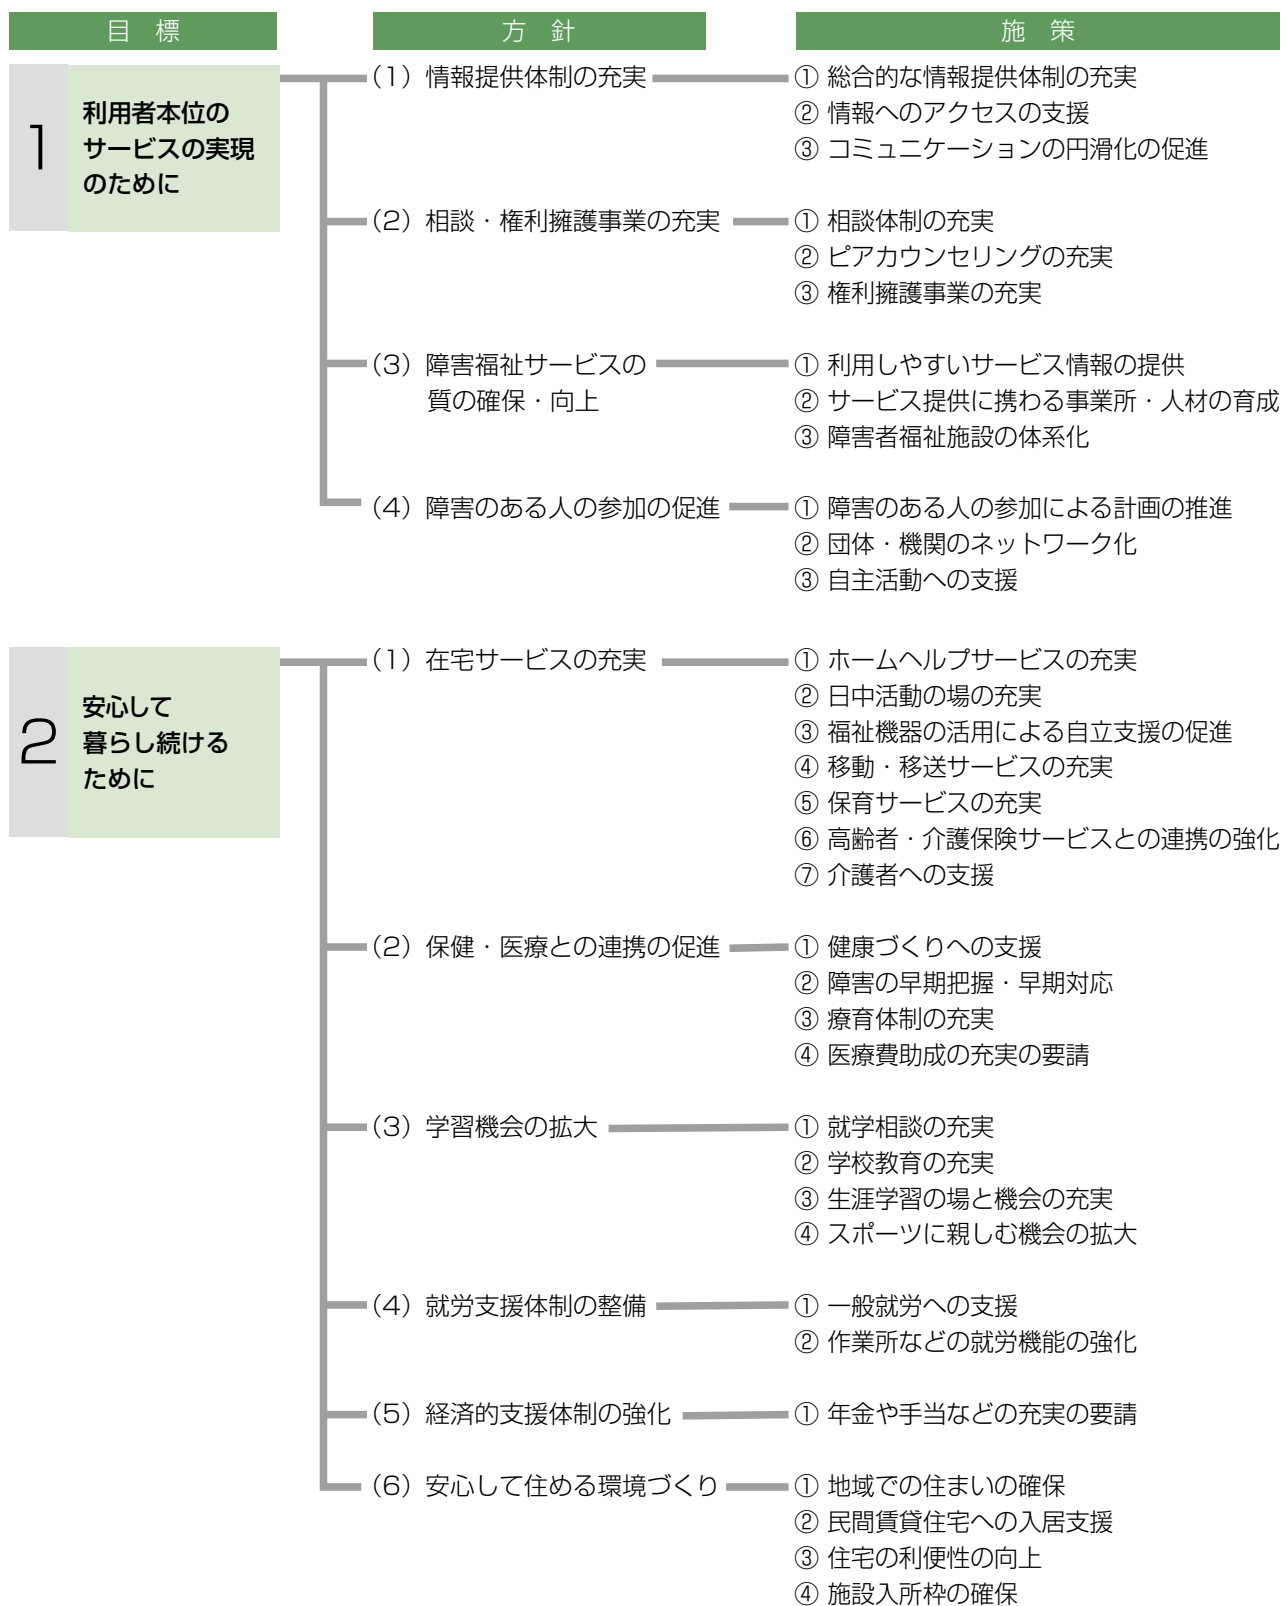 目 標
方 針
施 策
1
利用者本位の
サービスの実現
のために
(1) 情報提供体制の充実
① 総合的な情報提供体制の充実
② 情報へのアクセスの支援
③ コミュニケーションの円滑化の促進
(2) 相談・権利擁護事業の充実
① 相談体制の充実
② ピアカウンセリングの充実
③ 権利擁護事業の充実
(3) 障害福祉サービスの
質の確保・向上
① 利用しやすいサービス情報の提供
② サービス提供に携わる事業所・人材の育成
③ 障害者福祉施設の体系化
(4) 障害のある人の参加の促進
① 障害のある人の参加による計画の推進
② 団体・機関のネットワーク化
③ 自主活動への支援
2
安心して
暮らし続ける
ために
(1) 在宅サービスの充実
① ホームヘルプサービスの充実
② 日中活動の場の充実
③ 福祉機器の活用による自立支援の促進
④ 移動・移送サービスの充実
⑤ 保育サービスの充実
⑥ 高齢者・介護保険サービスとの連携の強化
⑦ 介護者への支援
(2) 保健・医療との連携の促進
① 健康づくりへの支援
② 障害の早期把握・早期対応
③ 療育体制の充実
④ 医療費助成の充実の要請
(3) 学習機会の拡大
① 就学相談の充実
② 学校教育の充実
③ 生涯学習の場と機会の充実
④ スポーツに親しむ機会の拡大
(4) 就労支援体制の整備
① 一般就労への支援
② 作業所などの就労機能の強化
(5) 経済的支援体制の強化
① 年金や手当などの充実の要請
(6) 安心して住める環境づくり
① 地域での住まいの確保
② 民間賃貸住宅への入居支援
③ 住宅の利便性の向上
④ 施設入所枠の確保